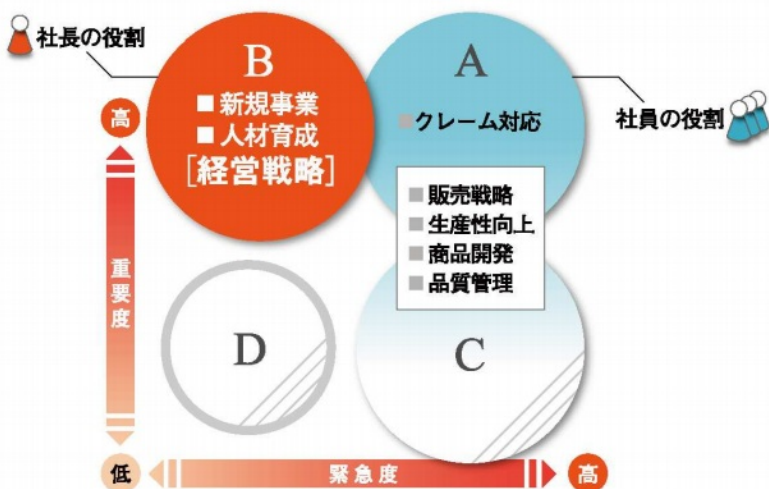 社長の役割
B
■ 新規事業
■ 人材育成
[経営戦略]
A
■ クレーム対応
社員の役割
■ 販売戦略
■ 生産性向上
■ 商品開発
■ 品質管理
高
重要度
低
D
C
緊急度
高